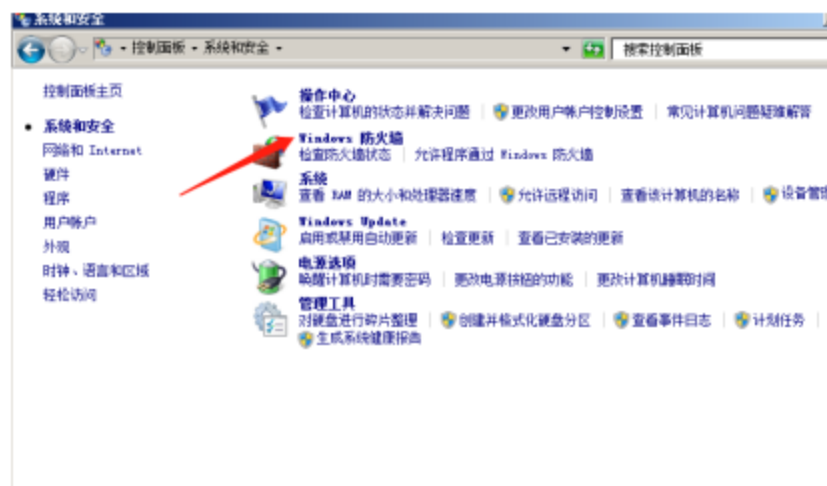 系统和安全
控制面板 系统和安全 搜索控制面板
控制面板主页
系统和安全
网络和 Internet
硬件
程序
用户帐户
外观
时钟、语言和区域
轻松访问
操作中心
检查计算机的状态并解决问题 更改用户帐户控制设置 常见计算机问题疑难解答
Windows 防火墙
检查防火墙状态 允许程序通过 Windows 防火墙
系统
查看 RAM 的大小和处理器速度 允许远程访问 查看该计算机的名称 设备管理
Windows Update
启用或禁用自动更新 检查更新 查看已安装的更新
电源选项
唤醒计算机时需要密码 更改电源按钮的功能 更改计算机睡眠时间
管理工具
对硬盘进行碎片整理 创建并格式化硬盘分区 查看事件日志 计划任务
生成系统健康报告